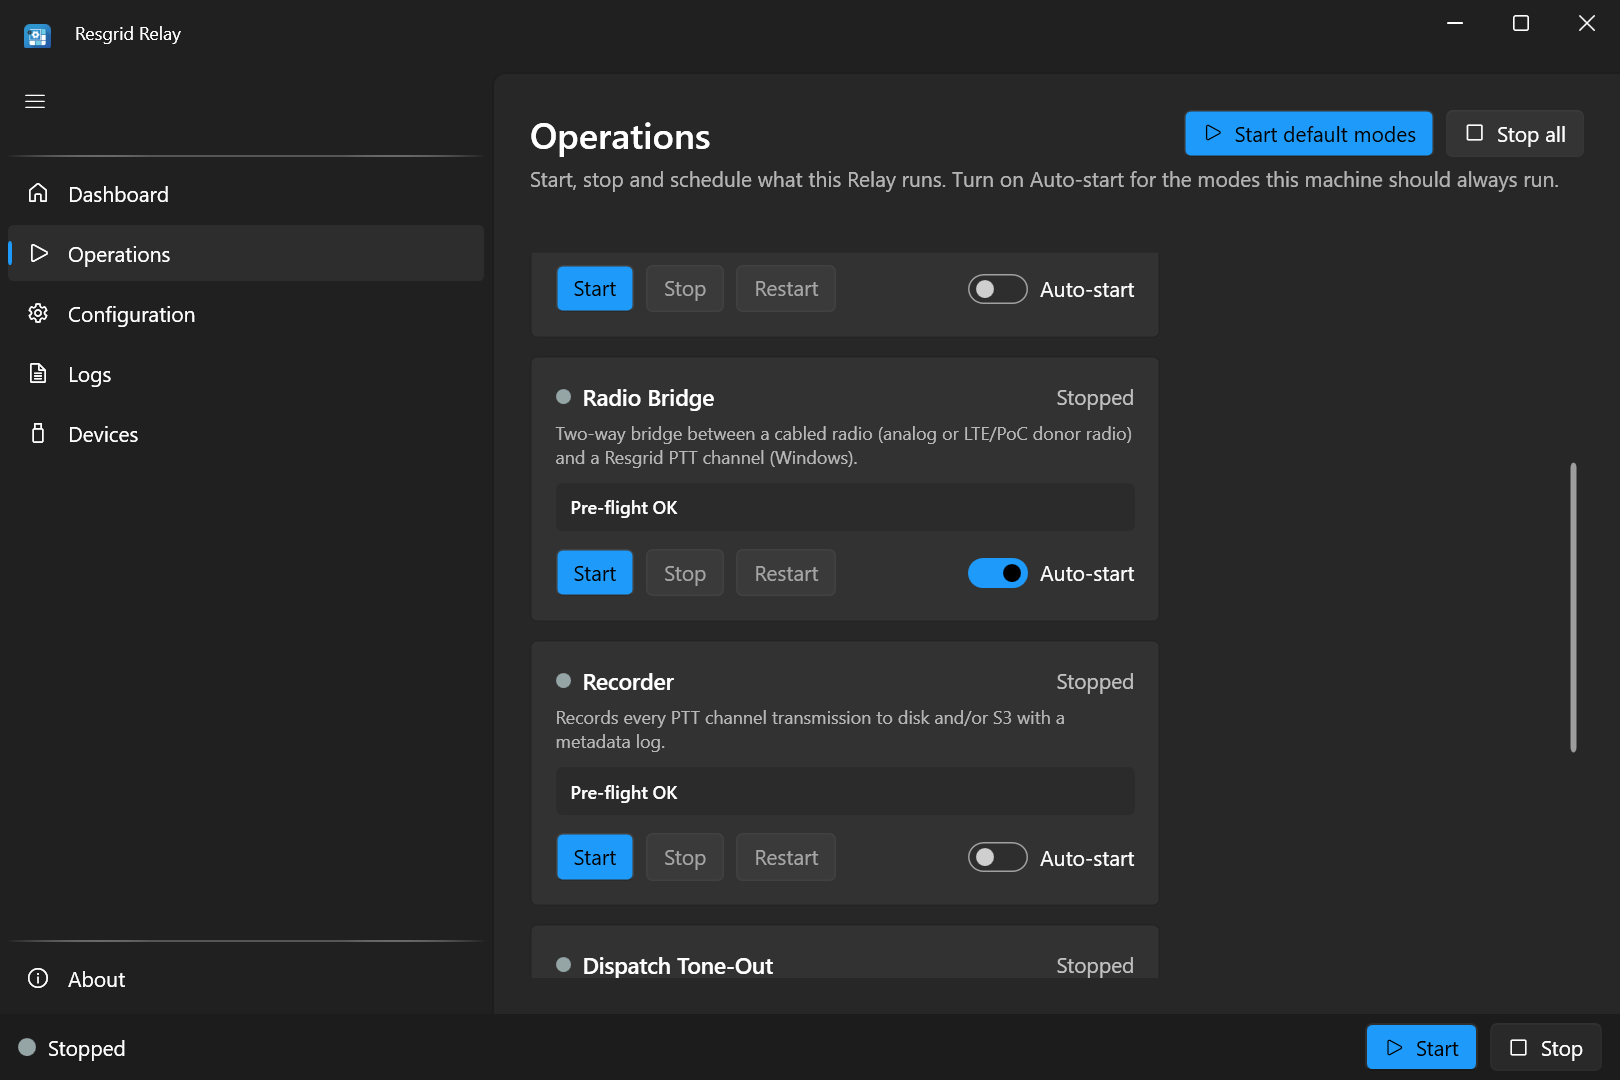 Resgrid Relay
Dashboard
Operations
Configuration
Logs
Devices
About
Operations
Start default modes
Stop all
Start, stop and schedule what this Relay runs. Turn on Auto-start for the modes this machine should always run.
Start
Stop
Restart
Auto-start
Radio Bridge
Stopped
Two-way bridge between a cabled radio (analog or LTE/PoC donor radio)
and a Resgrid PTT channel (Windows).
Pre-flight OK
Start
Stop
Restart
Auto-start
Recorder
Stopped
Records every PTT channel transmission to disk and/or S3 with a
metadata log.
Pre-flight OK
Start
Stop
Restart
Auto-start
Dispatch Tone-Out
Stopped
Stopped
Start
Stop